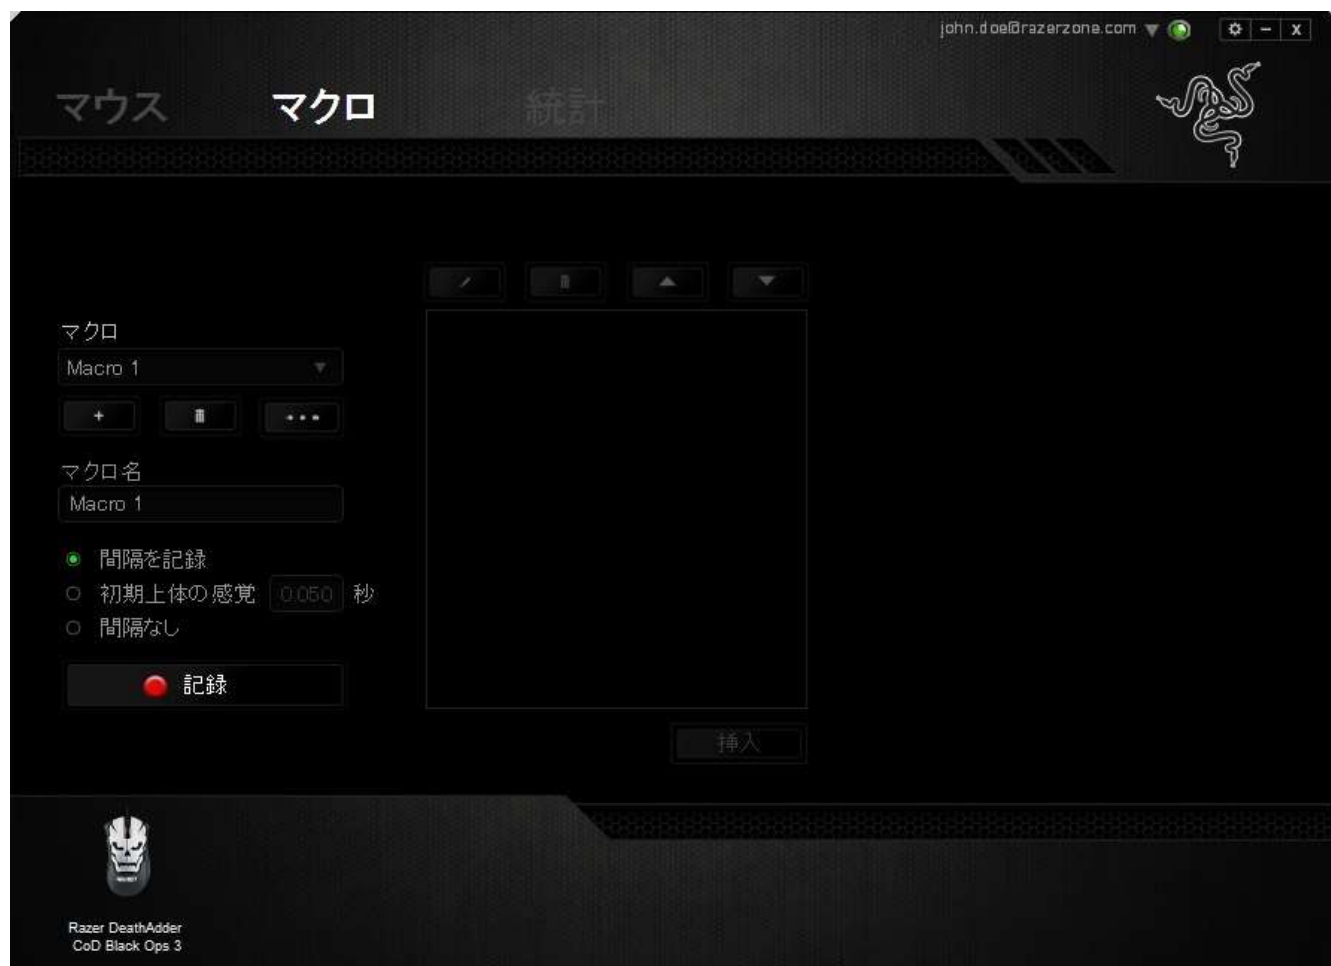 john.doe@razerzone.com
マウス マクロ 統計
マクロ
Macro 1
マクロ名
Macro 1
間隔を記録
初期上体の感覚 0.050 秒
間隔なし
記録
挿入
Razer DeathAdder
CoD Black Ops 3